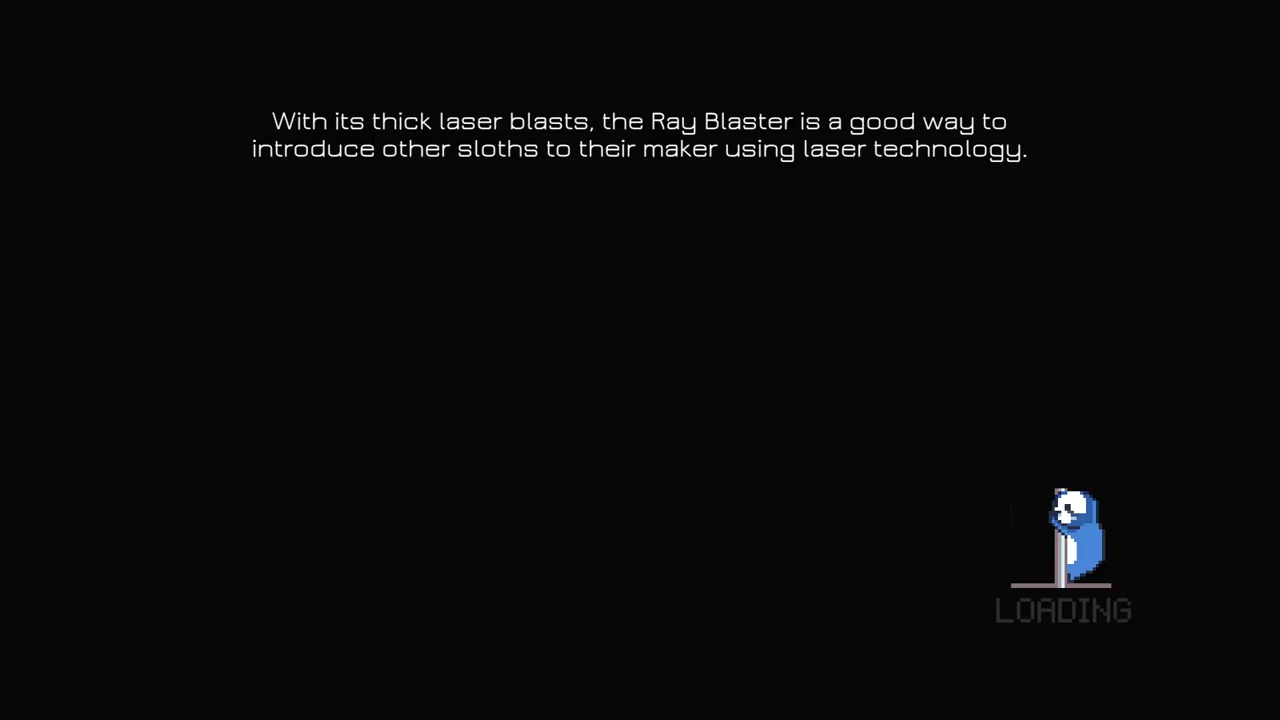 With its thick laser blasts, the Ray Blaster is a good way to
introduce other sloths to their maker using laser technology.
LOADING